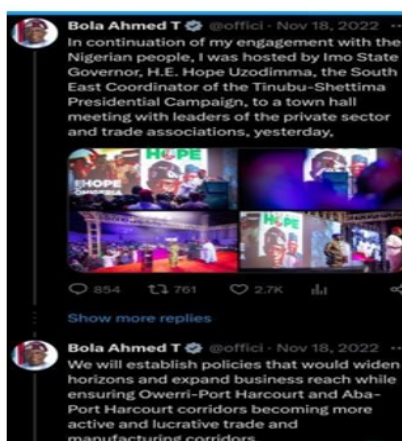 Bola Ahmed T @offici · Nov 18, 2022 ··
In continuation of my engagement with the
Nigerian people, I was hosted by Imo State
Governor, H.E. Hope Uzodimma, the South
East Coordinator of the Tinubu-Shettima
Presidential Campaign, to a town hall
meeting with leaders of the private sector
and trade associations, yesterday,
HOPE
HOPE
854 761 2.7K
Show more replies
Bola Ahmed T @offici · Nov 18, 2022 ··
We will establish policies that would widen
horizons and expand business reach while
ensuring Owerri-Port Harcourt and Aba-
Port Harcourt corridors becoming more
active and lucrative trade and
manufacturing corridors